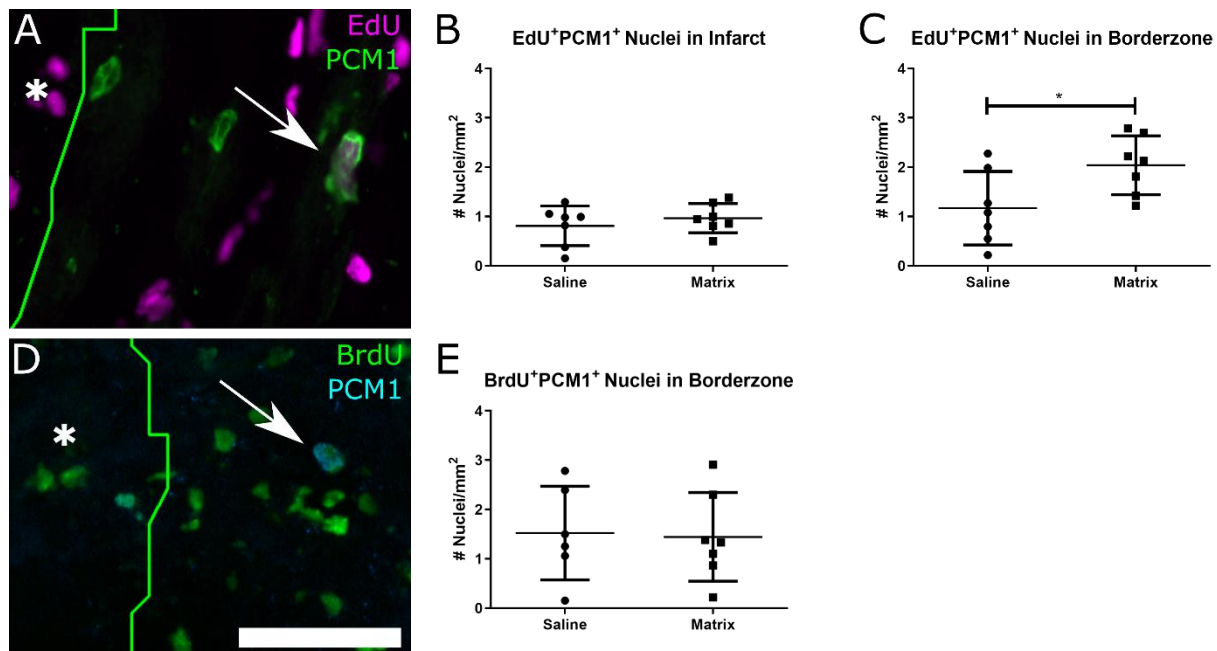 A
EdU
PCM1
*
B
EdU⁺PCM1⁺ Nuclei in Infarct
# Nuclei/mm²
4
3
2
1
0
Saline
Matrix
C
EdU⁺PCM1⁺ Nuclei in Borderzone
*
# Nuclei/mm²
4
3
2
1
0
Saline
Matrix
D
BrdU
PCM1
*
E
BrdU⁺PCM1⁺ Nuclei in Borderzone
# Nuclei/mm²
4
3
2
1
0
Saline
Matrix